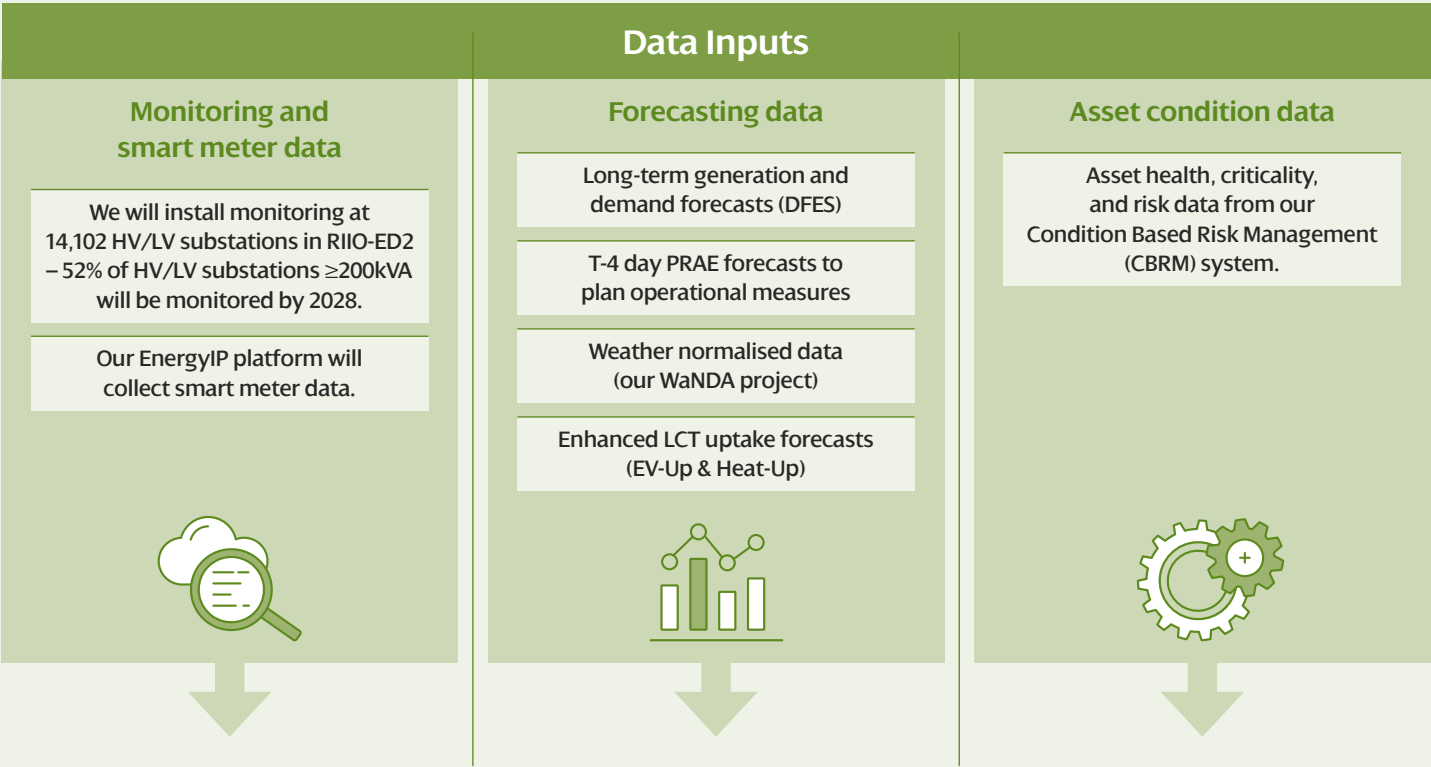 Data Inputs
Monitoring and
smart meter data
We will install monitoring at
14,102 HV/LV substations in RIIO-ED2
– 52% of HV/LV substations ≥200kVA
will be monitored by 2028.
Our EnergyIP platform will
collect smart meter data.
Forecasting data
Long-term generation and
demand forecasts (DFES)
T-4 day PRAE forecasts to
plan operational measures
Weather normalised data
(our WaNDA project)
Enhanced LCT uptake forecasts
(EV-Up & Heat-Up)
Asset condition data
Asset health, criticality,
and risk data from our
Condition Based Risk Management
(CBRM) system.